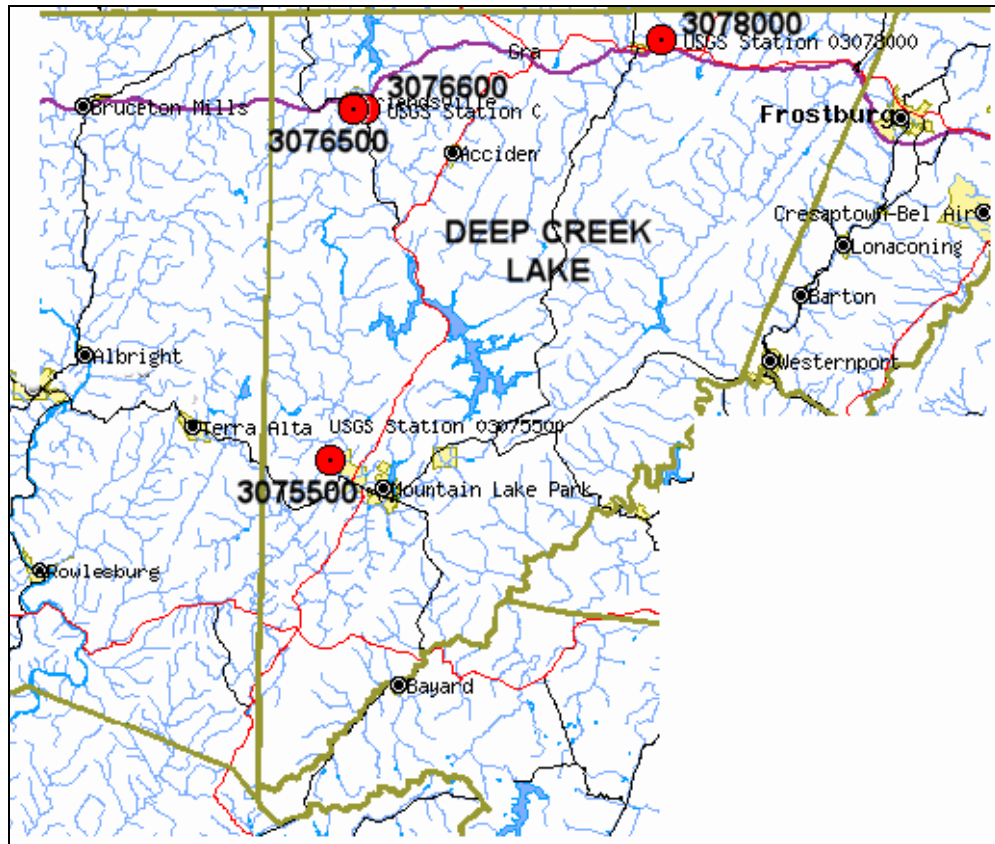 3078000
USGS Station 03078000
Gra
3076600
Bruceton Mills
USGS Station C
3076500
Frostburg
Acciden
Cresaptown-Bel Air
DEEP CREEK
LAKE
Lonaconing
Barton
Albright
Westernport
Terra Alta
USGS Station 03075500
3075500
Mountain Lake Park
Rowlesburg
Bayard